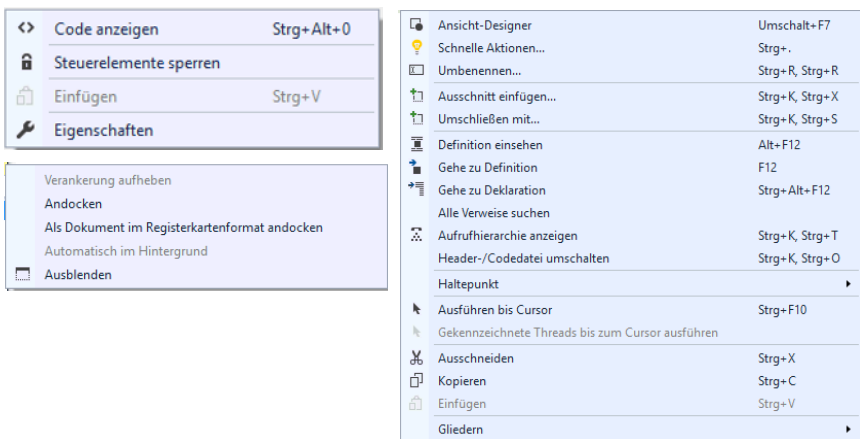 Code anzeigen Strg+Alt+0
Steuerelemente sperren
Einfügen Strg+V
Eigenschaften
Verankerung aufheben
Andocken
Als Dokument im Registerkartenformat andocken
Automatisch im Hintergrund
Ausblenden
Ansicht-Designer Umschalt+F7
Schnelle Aktionen... Strg+.
Umbenennen... Strg+R, Strg+R
Ausschnitt einfügen... Strg+K, Strg+X
Umschließen mit... Strg+K, Strg+S
Definition einsehen Alt+F12
Gehe zu Definition F12
Gehe zu Deklaration Strg+Alt+F12
Alle Verweise suchen
Aufrufhierarchie anzeigen Strg+K, Strg+T
Header-/Codedatei umschalten Strg+K, Strg+O
Haltepunkt
Ausführen bis Cursor Strg+F10
Gekennzeichnete Threads bis zum Cursor ausführen
Ausschneiden Strg+X
Kopieren Strg+C
Einfügen Strg+V
Gliedern